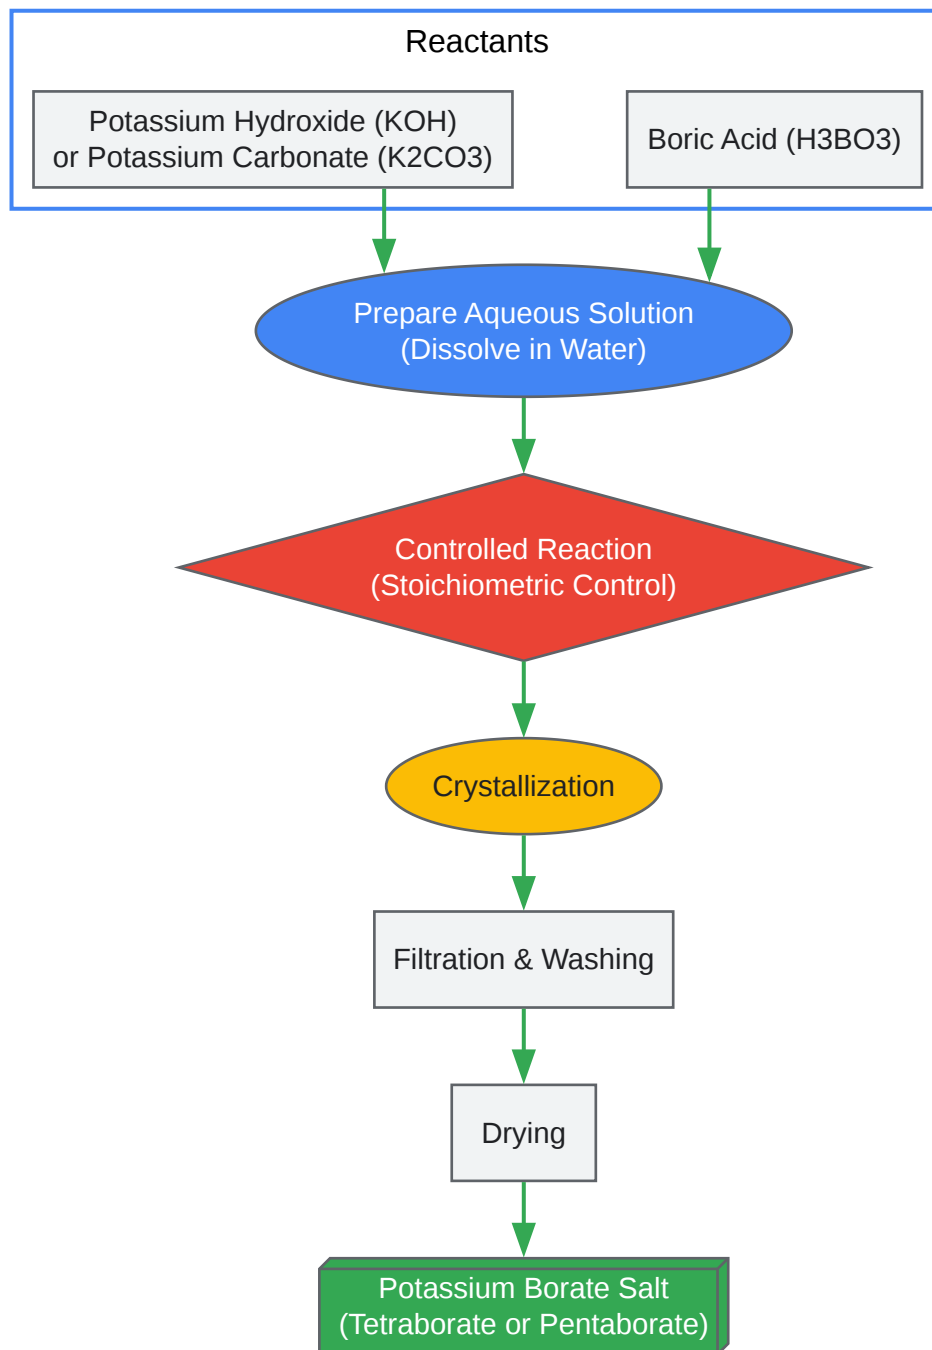 Reactants
Potassium Hydroxide (KOH)
or Potassium Carbonate (K2CO3)
Boric Acid (H3BO3)
Prepare Aqueous Solution
(Dissolve in Water)
Controlled Reaction
(Stoichiometric Control)
Crystallization
Filtration & Washing
Drying
Potassium Borate Salt
(Tetraborate or Pentaborate)